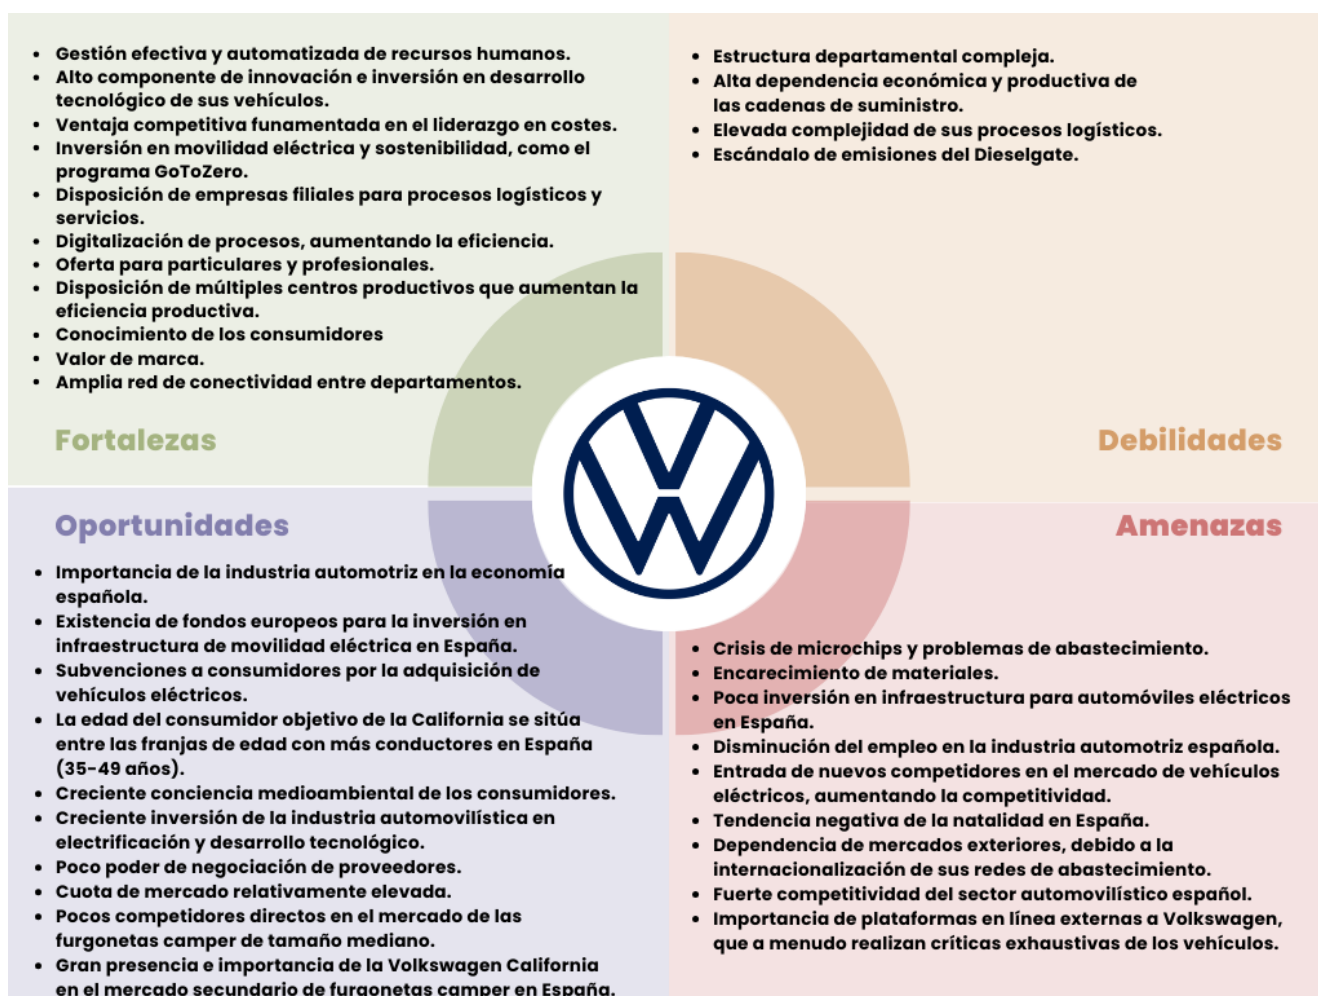 • Gestión efectiva y automatizada de recursos humanos.
• Alto componente de innovación e inversión en desarrollo
tecnológico de sus vehículos.
• Ventaja competitiva funamentada en el liderazgo en costes.
• Inversión en movilidad eléctrica y sostenibilidad, como el
programa GoToZero.
• Disposición de empresas filiales para procesos logísticos y
servicios.
• Digitalización de procesos, aumentando la eficiencia.
• Oferta para particulares y profesionales.
• Disposición de múltiples centros productivos que aumentan la
eficiencia productiva.
• Conocimiento de los consumidores
• Valor de marca.
• Amplia red de conectividad entre departamentos.
Fortalezas
• Estructura departamental compleja.
• Alta dependencia económica y productiva de
las cadenas de suministro.
• Elevada complejidad de sus procesos logísticos.
• Escándalo de emisiones del Dieselgate.
Debilidades
Oportunidades
• Importancia de la industria automotriz en la economía
española.
• Existencia de fondos europeos para la inversión en
infraestructura de movilidad eléctrica en España.
• Subvenciones a consumidores por la adquisición de
vehículos eléctricos.
• La edad del consumidor objetivo de la California se sitúa
entre las franjas de edad con más conductores en España
(35-49 años).
• Creciente conciencia medioambiental de los consumidores.
• Creciente inversión de la industria automovilística en
electrificación y desarrollo tecnológico.
• Poco poder de negociación de proveedores.
• Cuota de mercado relativamente elevada.
• Pocos competidores directos en el mercado de las
furgonetas camper de tamaño mediano.
• Gran presencia e importancia de la Volkswagen California
en el mercado secundario de furgonetas camper en España.
Amenazas
• Crisis de microchips y problemas de abastecimiento.
• Encarecimiento de materiales.
• Poca inversión en infraestructura para automóviles eléctricos
en España.
• Disminución del empleo en la industria automotriz española.
• Entrada de nuevos competidores en el mercado de vehículos
eléctricos, aumentando la competitividad.
• Tendencia negativa de la natalidad en España.
• Dependencia de mercados exteriores, debido a la
internacionalización de sus redes de abastecimiento.
• Fuerte competitividad del sector automovilístico español.
• Importancia de plataformas en línea externas a Volkswagen,
que a menudo realizan críticas exhaustivas de los vehículos.